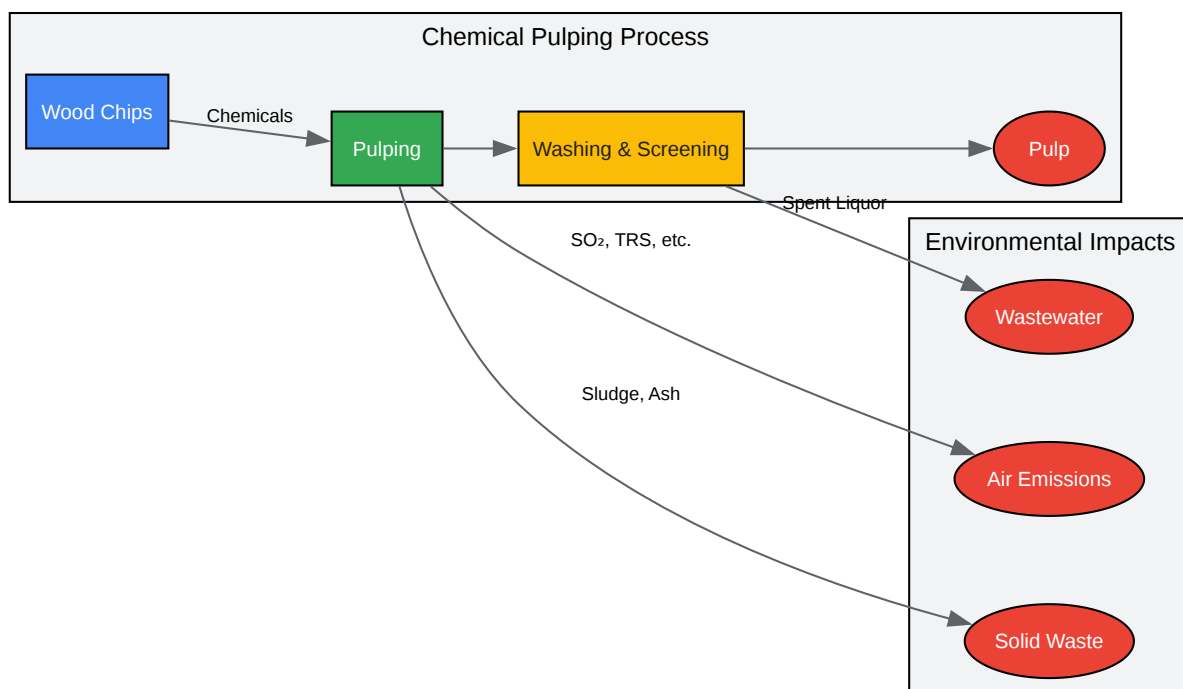 Chemical Pulping Process
Wood Chips
Chemicals
Pulping
Washing & Screening
Pulp
Spent Liquor
SO₂, TRS, etc.
Environmental Impacts
Wastewater
Sludge, Ash
Air Emissions
Solid Waste